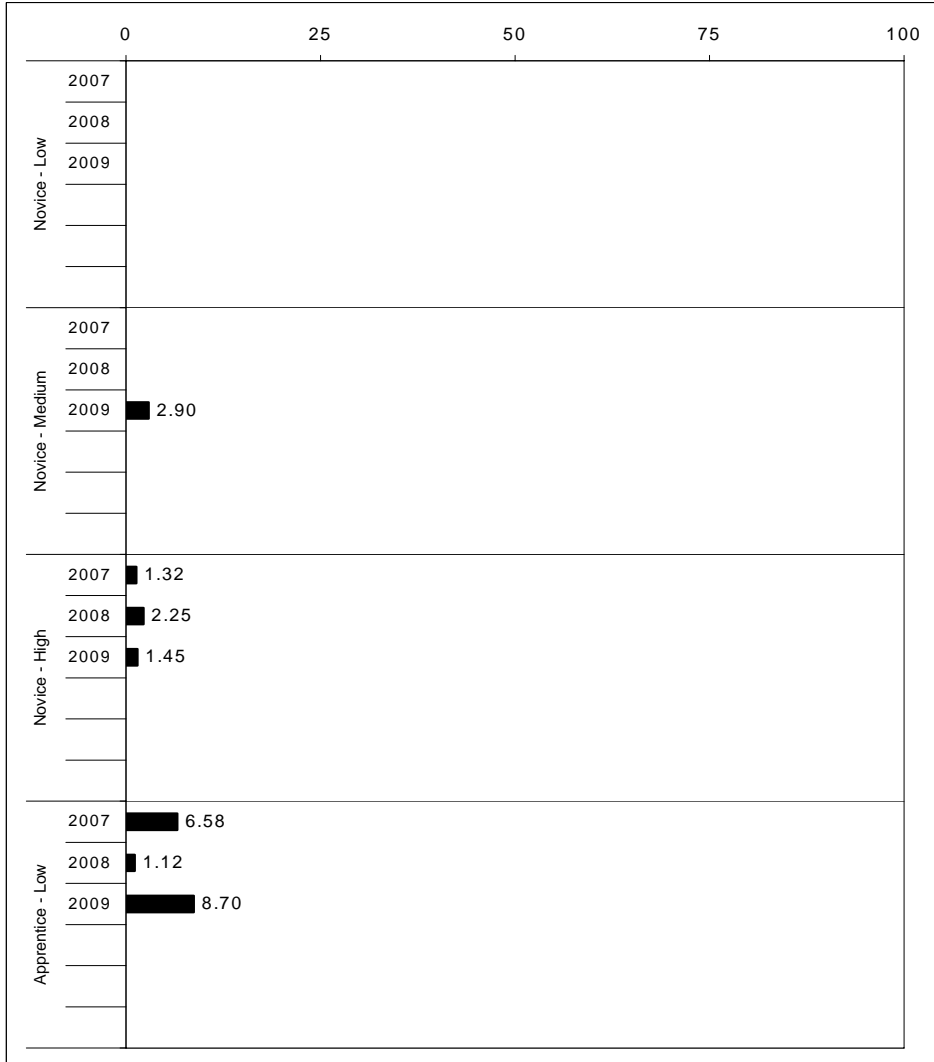 0 25 50 75 100
Novice - Low
2007
2008
2009
Novice - Medium
2007
2008
2009 2.90
Novice - High
2007 1.32
2008 2.25
2009 1.45
Apprentice - Low
2007 6.58
2008 1.12
2009 8.70